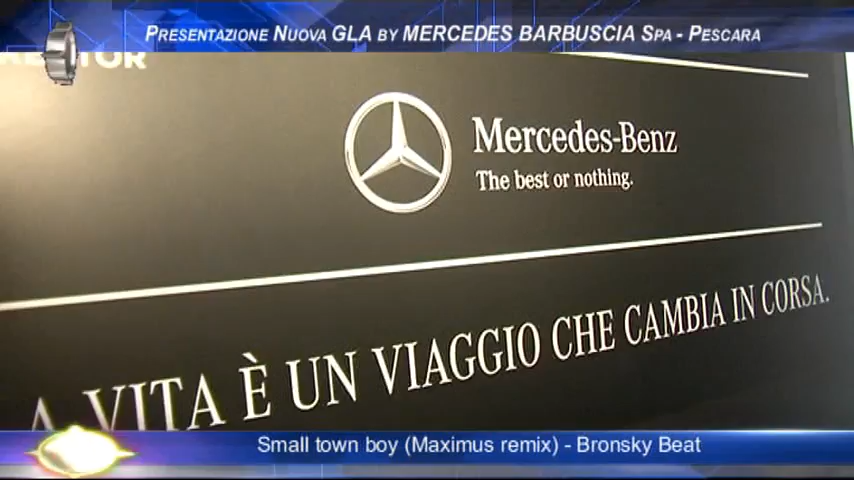 PRESENTAZIONE NUOVA GLA BY MERCEDES BARBUSCIA SPA - PESCARA
Mercedes-Benz
The best or nothing.
A VITA È UN VIAGGIO CHE CAMBIA IN CORSA.
Small town boy (Maximus remix) - Bronsky Beat